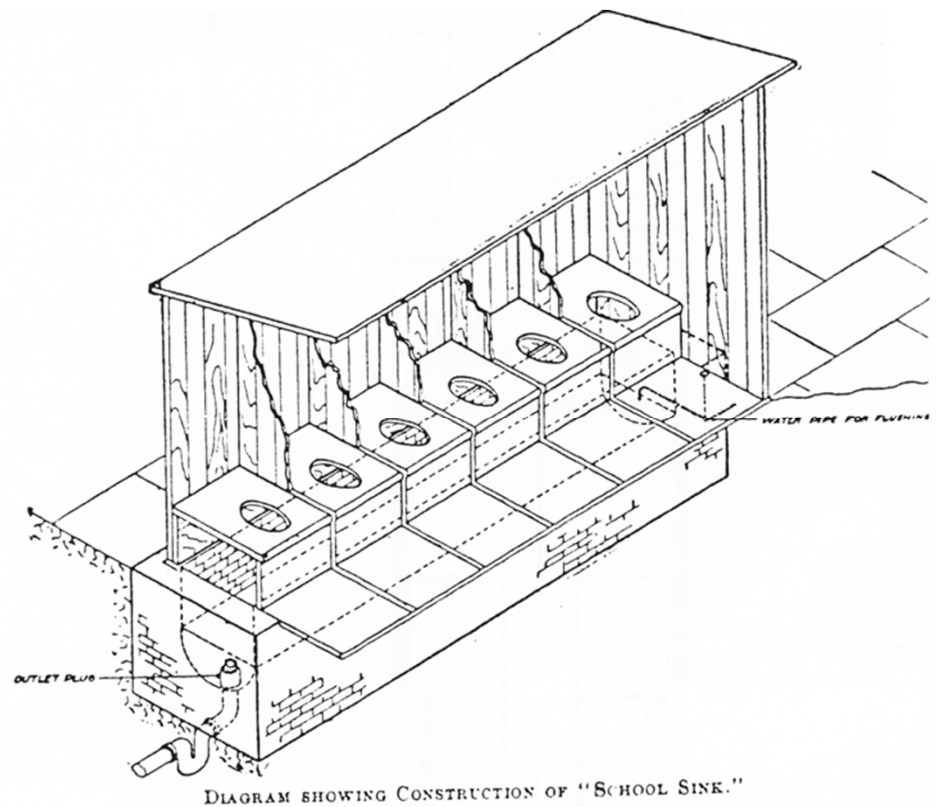 WATER PIPE FOR FLUSHING
OUTLET PLUG
DIAGRAM SHOWING CONSTRUCTION OF "SCHOOL SINK."